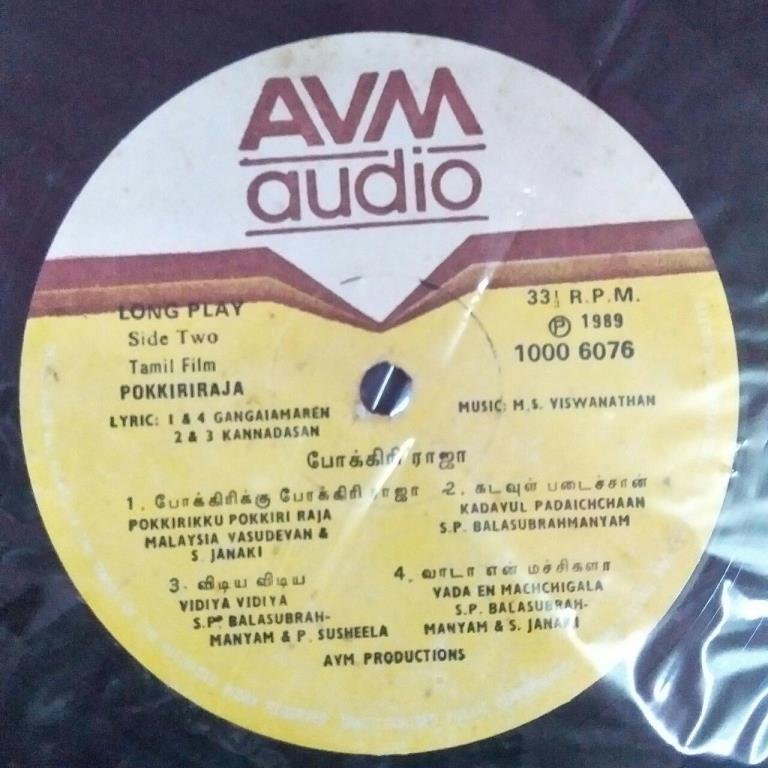 AVM
audio
LONG PLAY
Side Two
Tamil Film
POKKIRIRAJA
33⅓ R.P.M.
Ⓟ 1989
1000 6076
LYRIC: 1 & 4 GANGAIAMAREN
2 & 3 KANNADASAN
MUSIC: M.S. VISWANATHAN
போக்கிரி ராஜா
1. போக்கிரிக்கு போக்கிரி ராஜா
POKKIRIKKU POKKIRI RAJA
MALAYSIA VASUDEVAN &
S. JANAKI
2. கடவுள் படைச்சான்
KADAVUL PADAICHCHAAN
S.P. BALASUBRAHMANYAM
3. விடிய விடிய
VIDIYA VIDIYA
S.P. BALASUBRAH-
MANYAM & P. SUSHEELA
4. வாடா என் மச்சிகளா
VADA EN MACHCHIGALA
S.P. BALASUBRAH-
MANYAM & S. JANAKI
AVM PRODUCTIONS